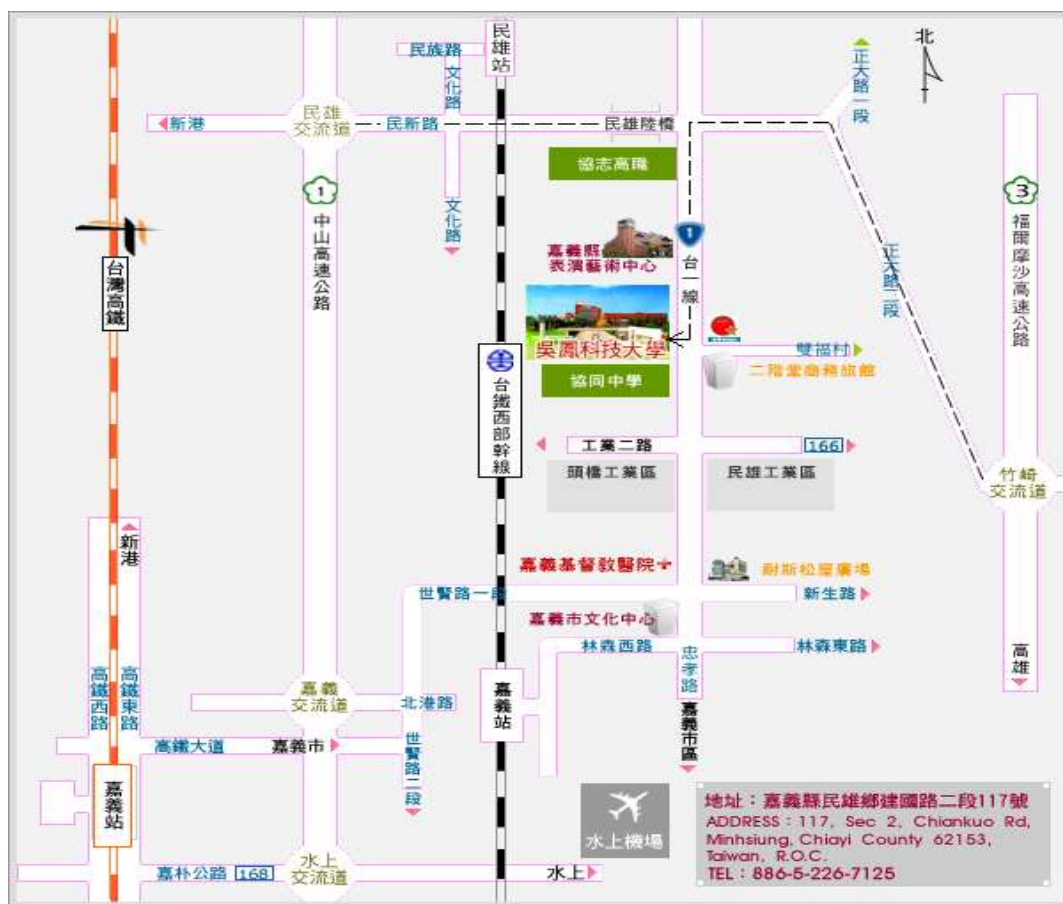 北
民族路
民雄站
文化路
正大路一段
新港
民雄
交流道
民新路
民雄陸橋
協志高職
1
中山高速公路
文化路
嘉義縣
表演藝術中心
1
台一線
正大路二段
3
福爾摩沙高速公路
台灣高鐵
吳鳳科技大學
雙福村
二階堂商務旅館
協同中學
台鐵西部幹線
工業二路
166
頭橋工業區
民雄工業區
竹崎
交流道
新港
嘉義基督教醫院
耐斯松屋廣場
世賢路一段
新生路
嘉義市文化中心
林森西路
忠孝路
林森東路
高雄
高鐵西路
高鐵東路
嘉義
交流道
北港路
嘉義站
嘉義市區
高鐵大道
嘉義市
世賢路二段
嘉義站
水上機場
地址：嘉義縣民雄鄉建國路二段117號
ADDRESS：117, Sec 2, Chiankuo Rd,
Minhsiung, Chiayi County 62153,
Taiwan, R.O.C.
TEL：886-5-226-7125
嘉朴公路
168
水上
交流道
水上